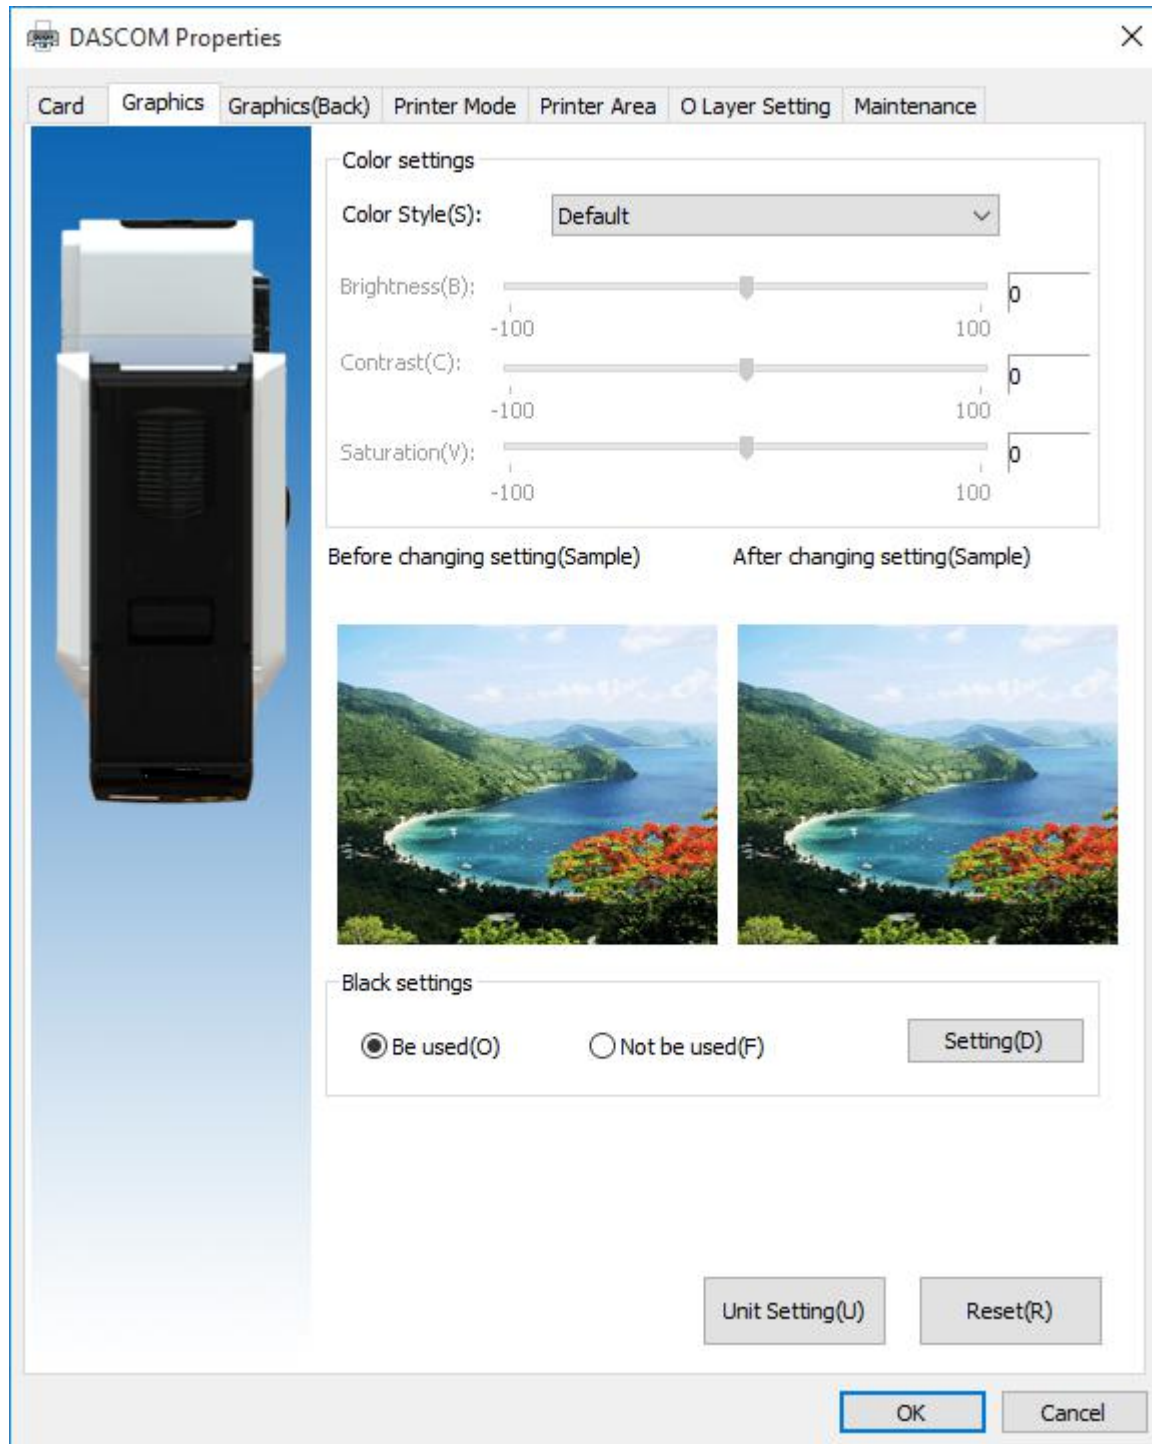 DASCOM Properties
Card Graphics Graphics(Back) Printer Mode Printer Area O Layer Setting Maintenance
Color settings
Color Style(S): Default
Brightness(B): 0
-100 100
Contrast(C): 0
-100 100
Saturation(V): 0
-100 100
Before changing setting(Sample) After changing setting(Sample)
Black settings
Be used(O) Not be used(F) Setting(D)
Unit Setting(U) Reset(R)
OK Cancel